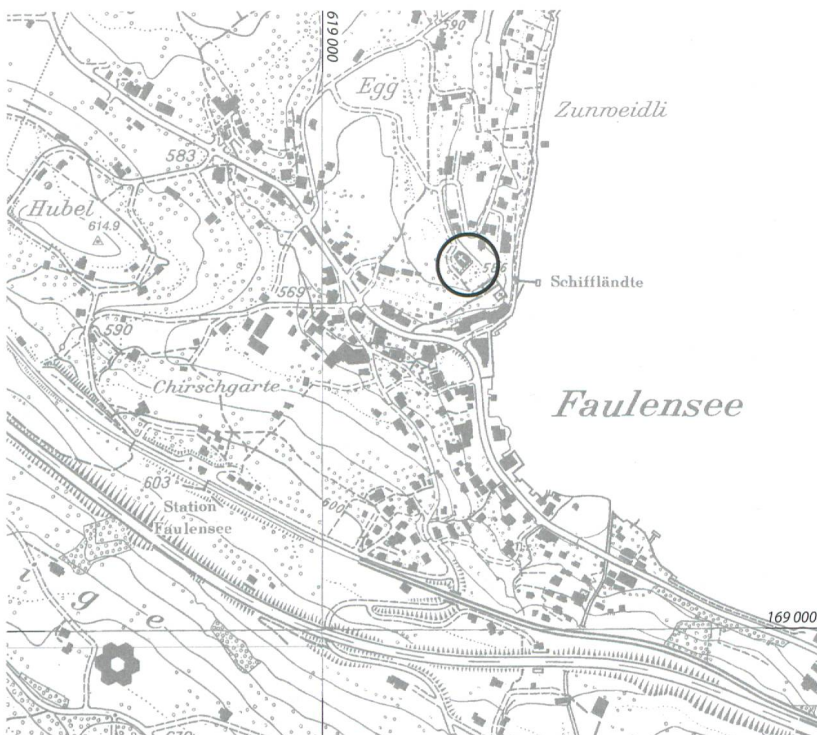 619 000
590
Egg
Zunweidli
583
Hubel
614.9
586
Schiffländte
569
590
Chirschgarte
Faulensee
603
600
Station
Faulensee
i g e
169 000